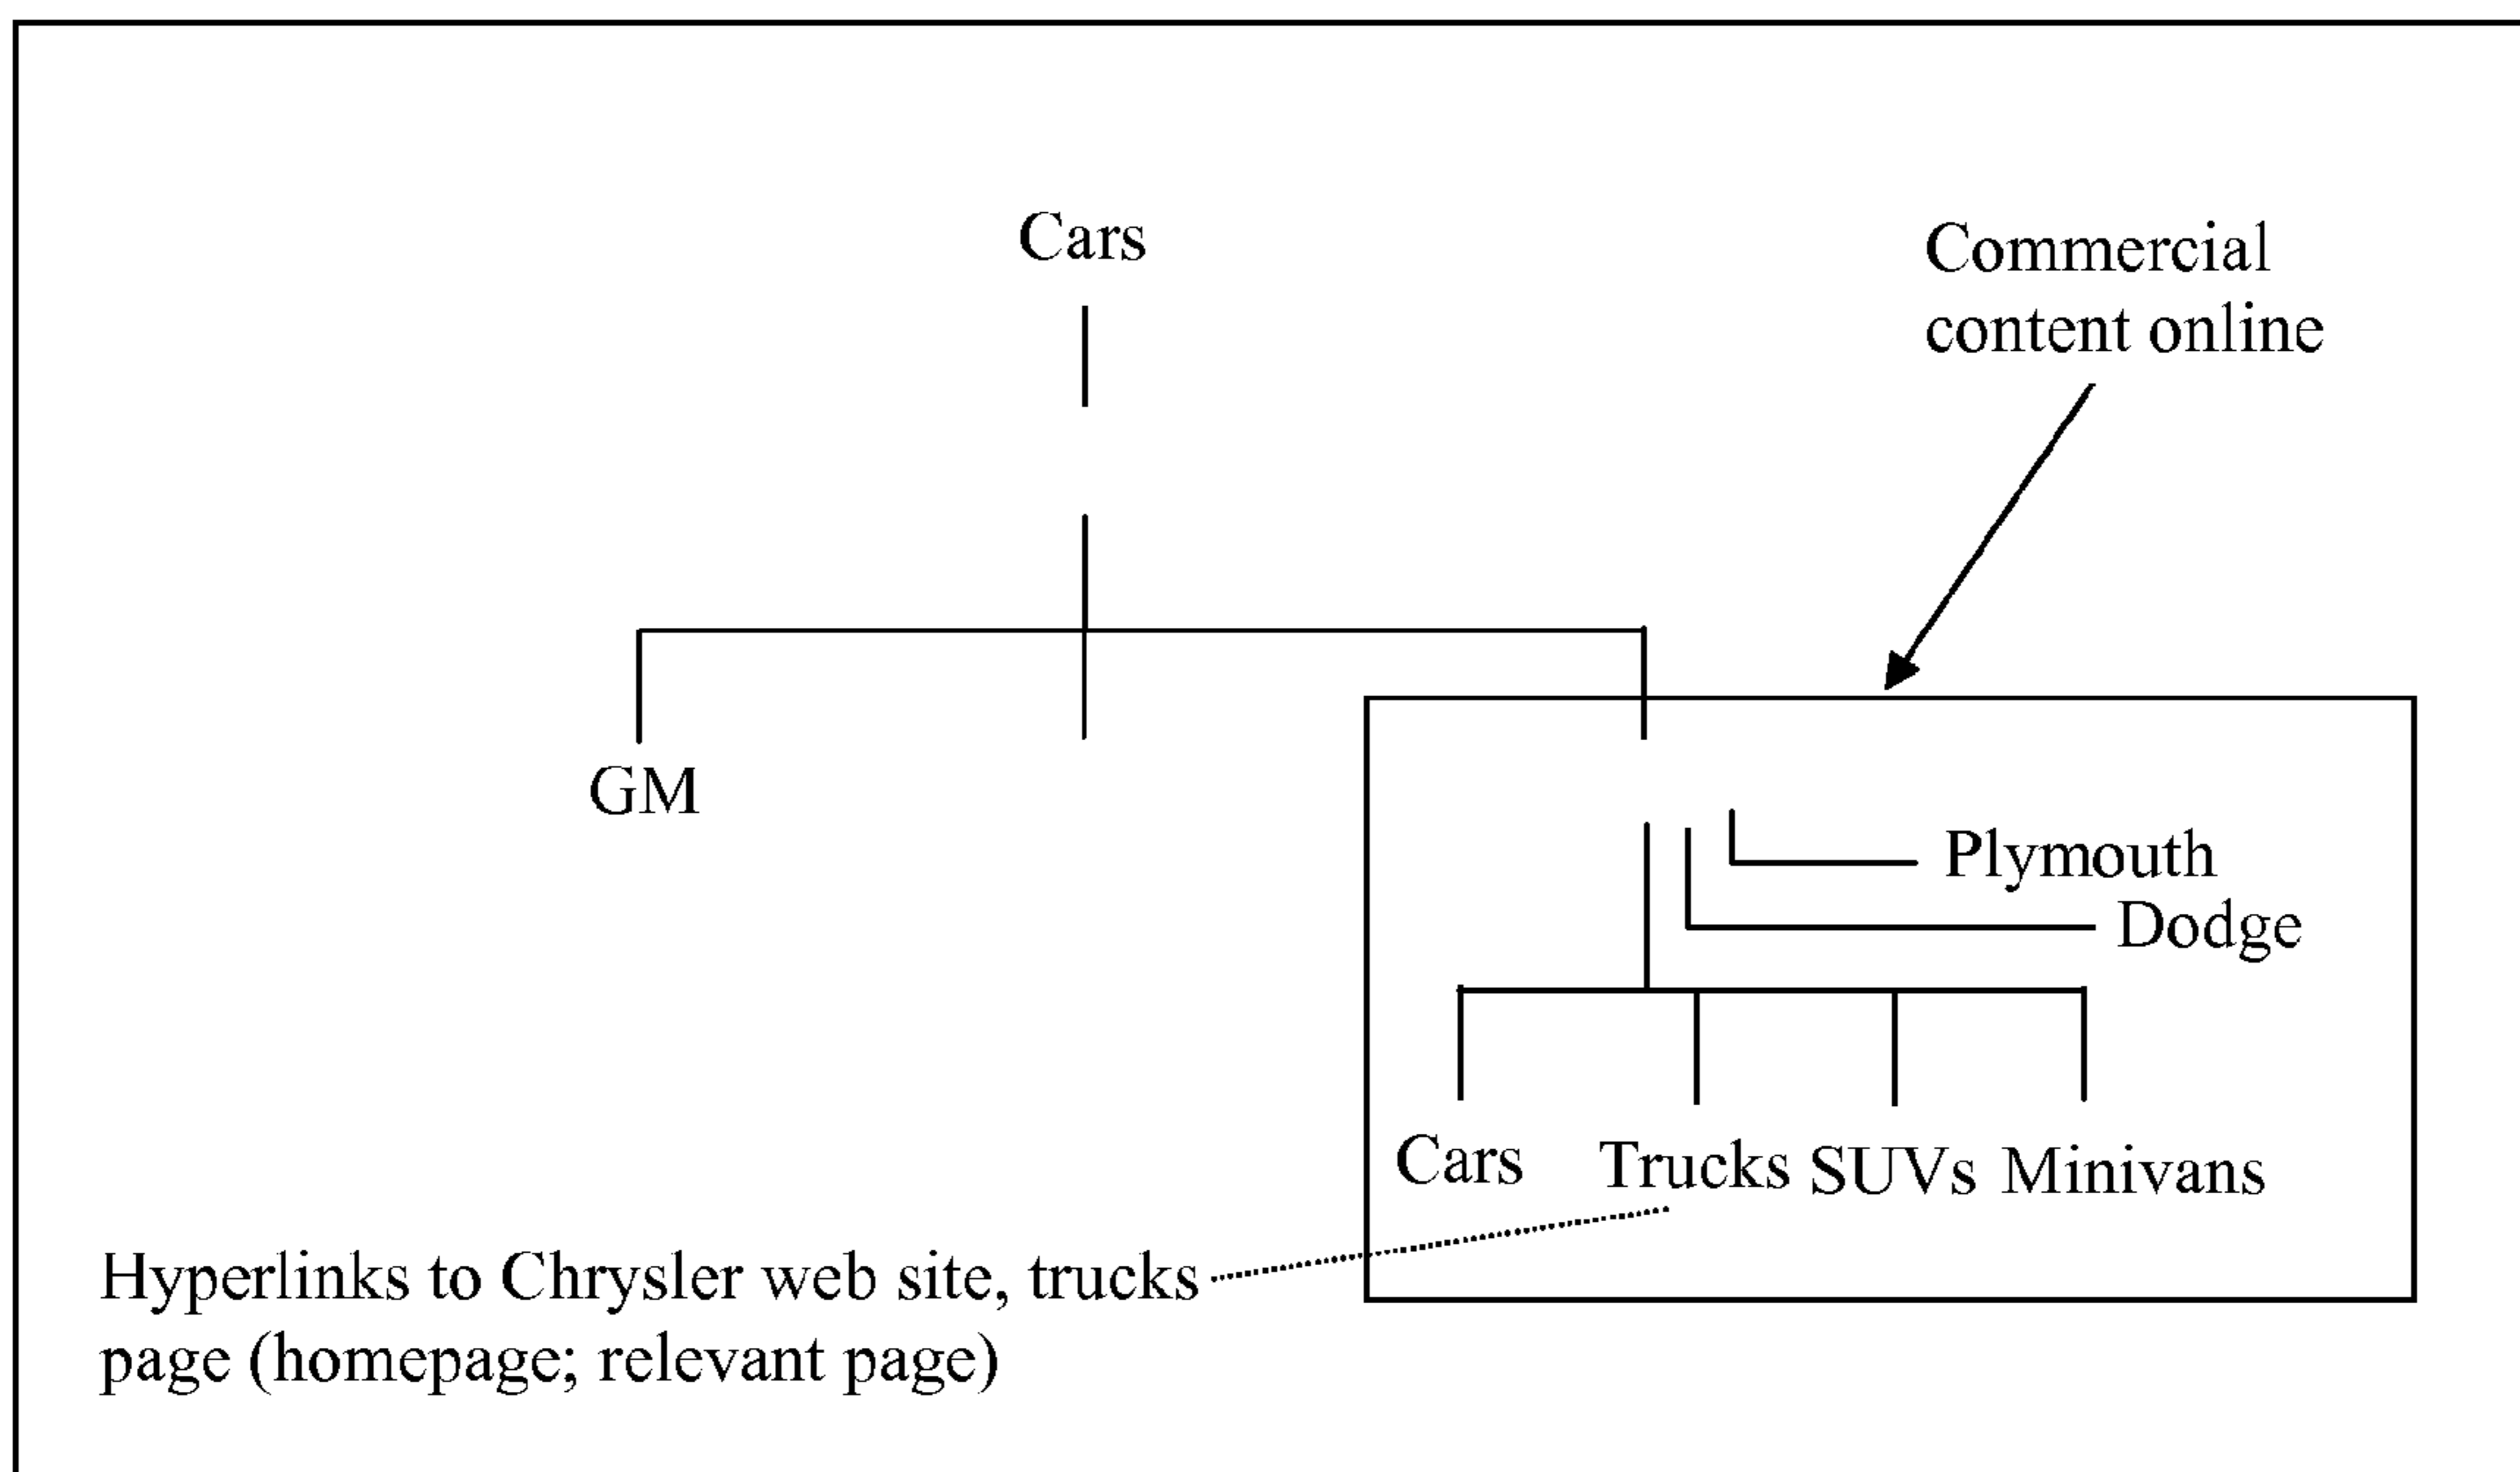 Cars
Commercial
content online
GM
Plymouth
Dodge
Cars
Trucks
SUVs
Minivans
Hyperlinks to Chrysler web site, trucks
page (homepage; relevant page)